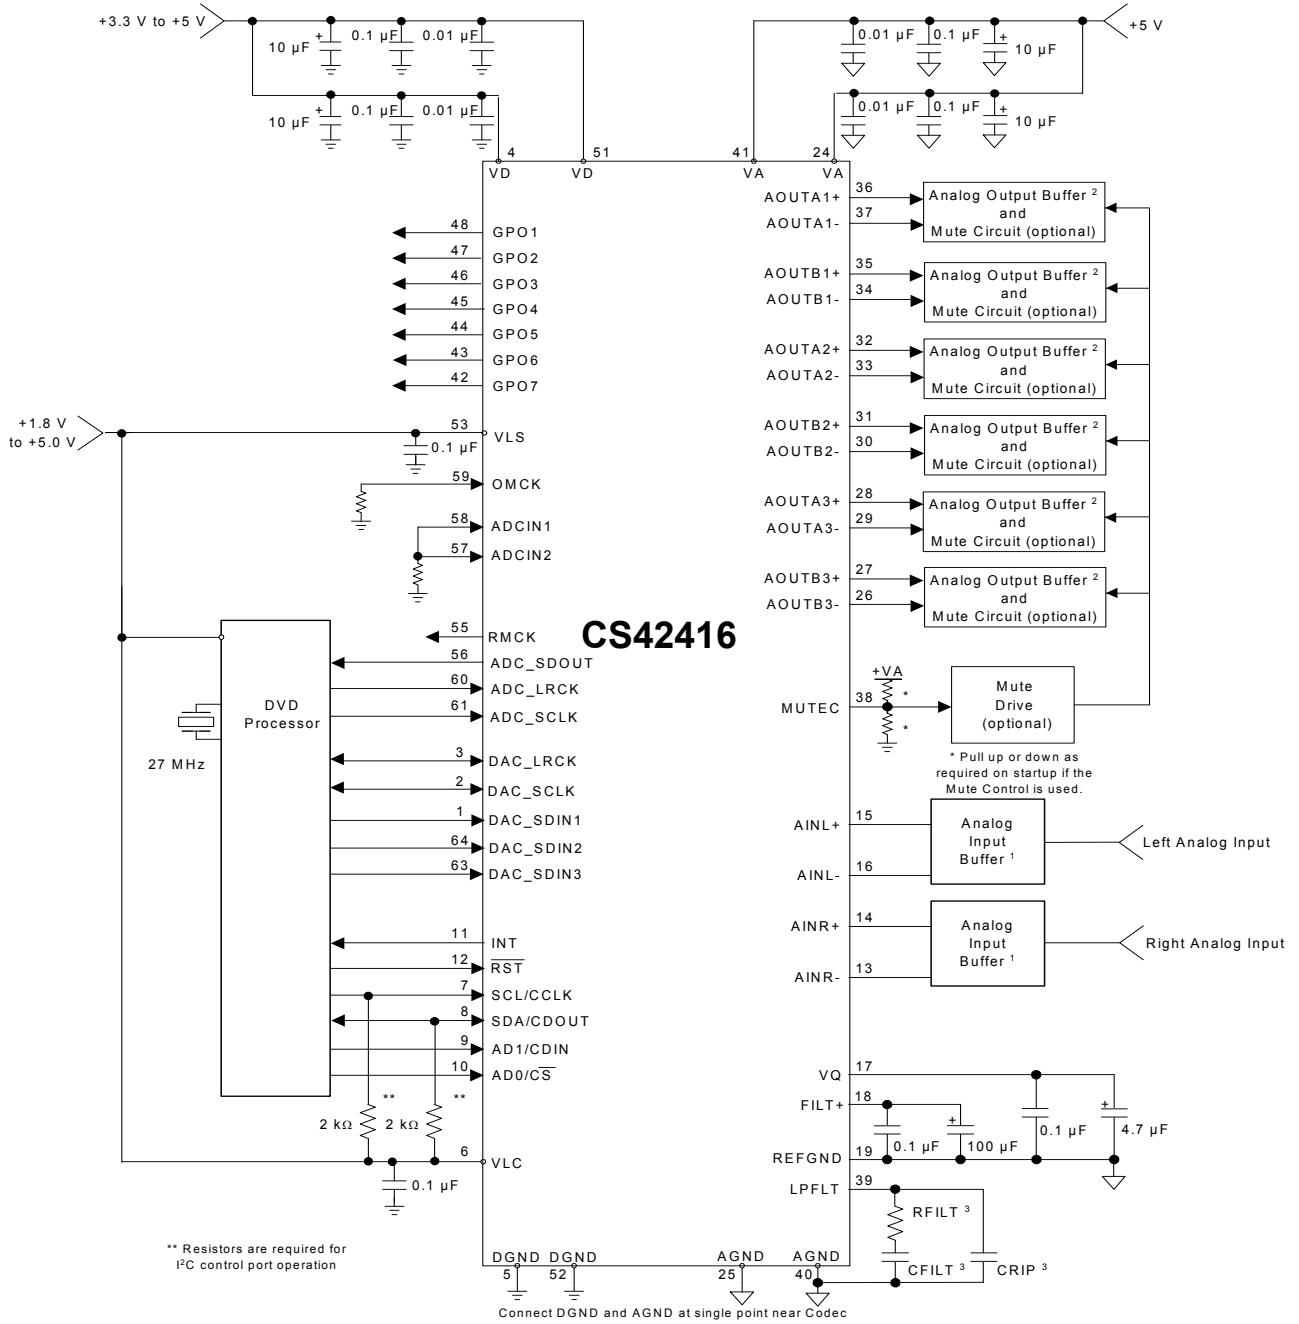 +3.3 V to +5 V
10 µF
+
0.1 µF
0.01 µF
10 µF
+
0.1 µF
0.01 µF
0.01 µF
0.1 µF
+
10 µF
+5 V
0.01 µF
0.1 µF
+
10 µF
4
51
41
24
VD
VD
VA
VA
48
GPO1
47
GPO2
46
GPO3
45
GPO4
44
GPO5
43
GPO6
42
GPO7
+1.8 V
to +5.0 V
53
VLS
0.1 µF
59
OMCK
58
ADCIN1
57
ADCIN2
CS42416
55
RMCK
56
ADC_SDOUT
60
ADC_LRCK
61
ADC_SCLK
DVD
Processor
27 MHz
3
DAC_LRCK
2
DAC_SCLK
1
DAC_SDIN1
64
DAC_SDIN2
63
DAC_SDIN3
11
INT
12
RST
7
SCL/CCLK
8
SDA/CDOUT
9
AD1/CDIN
10
AD0/CS
**
**
2 kΩ
2 kΩ
6
VLC
0.1 µF
** Resistors are required for
I²C control port operation
AOUTA1+
36
AOUTA1-
37
Analog Output Buffer ²
and
Mute Circuit (optional)
AOUTB1+
35
AOUTB1-
34
Analog Output Buffer ²
and
Mute Circuit (optional)
AOUTA2+
32
AOUTA2-
33
Analog Output Buffer ²
and
Mute Circuit (optional)
AOUTB2+
31
AOUTB2-
30
Analog Output Buffer ²
and
Mute Circuit (optional)
AOUTA3+
28
AOUTA3-
29
Analog Output Buffer ²
and
Mute Circuit (optional)
AOUTB3+
27
AOUTB3-
26
Analog Output Buffer ²
and
Mute Circuit (optional)
MUTEC
38
+VA
*
*
Mute
Drive
(optional)
* Pull up or down as
required on startup if the
Mute Control is used.
AINL+
15
AINL-
16
Analog
Input
Buffer ¹
Left Analog Input
AINR+
14
AINR-
13
Analog
Input
Buffer ¹
Right Analog Input
VQ
17
FILT+
18
0.1 µF
+
100 µF
0.1 µF
+
4.7 µF
REFGND
19
LPFLT
39
RFILT ³
CFILT ³
CRIP ³
DGND
DGND
AGND
AGND
5
52
25
40
Connect DGND and AGND at single point near Codec